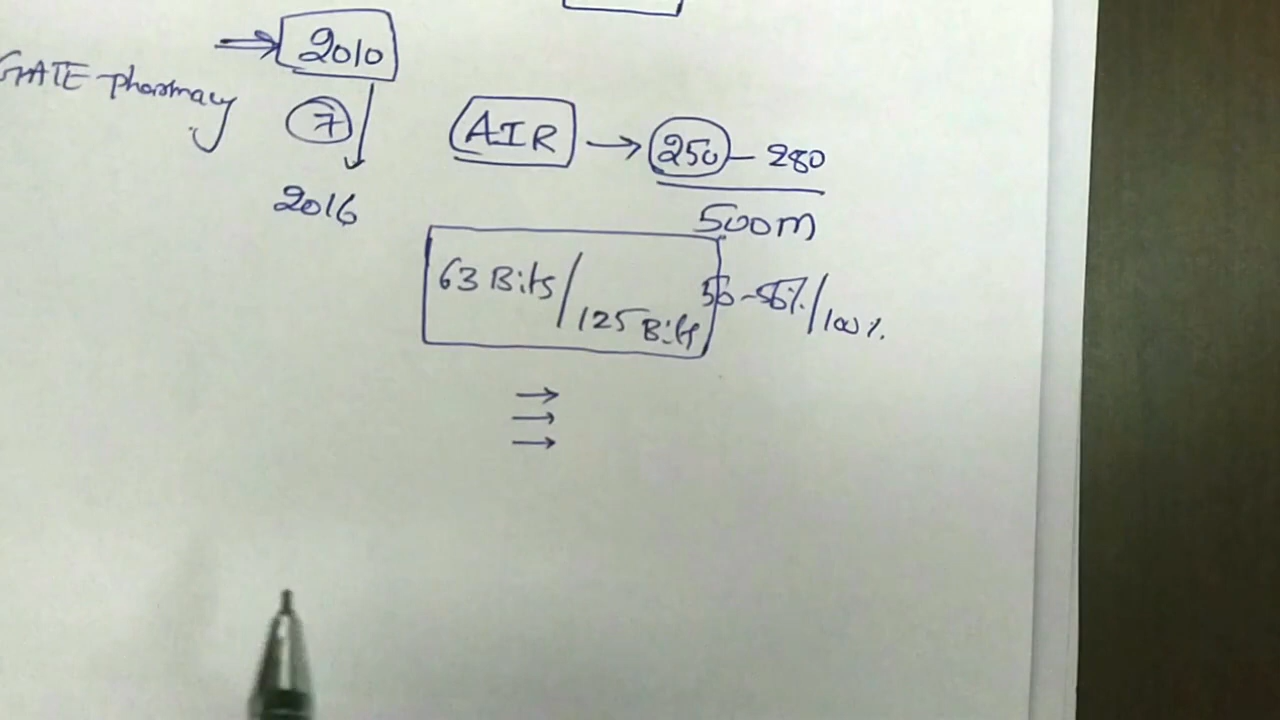 → 2010
GATE-pharmacy
7
2016
AIR → 250 - 280
500m
63 Bits / 125 Bits
50-56% / 100%
→
→
→